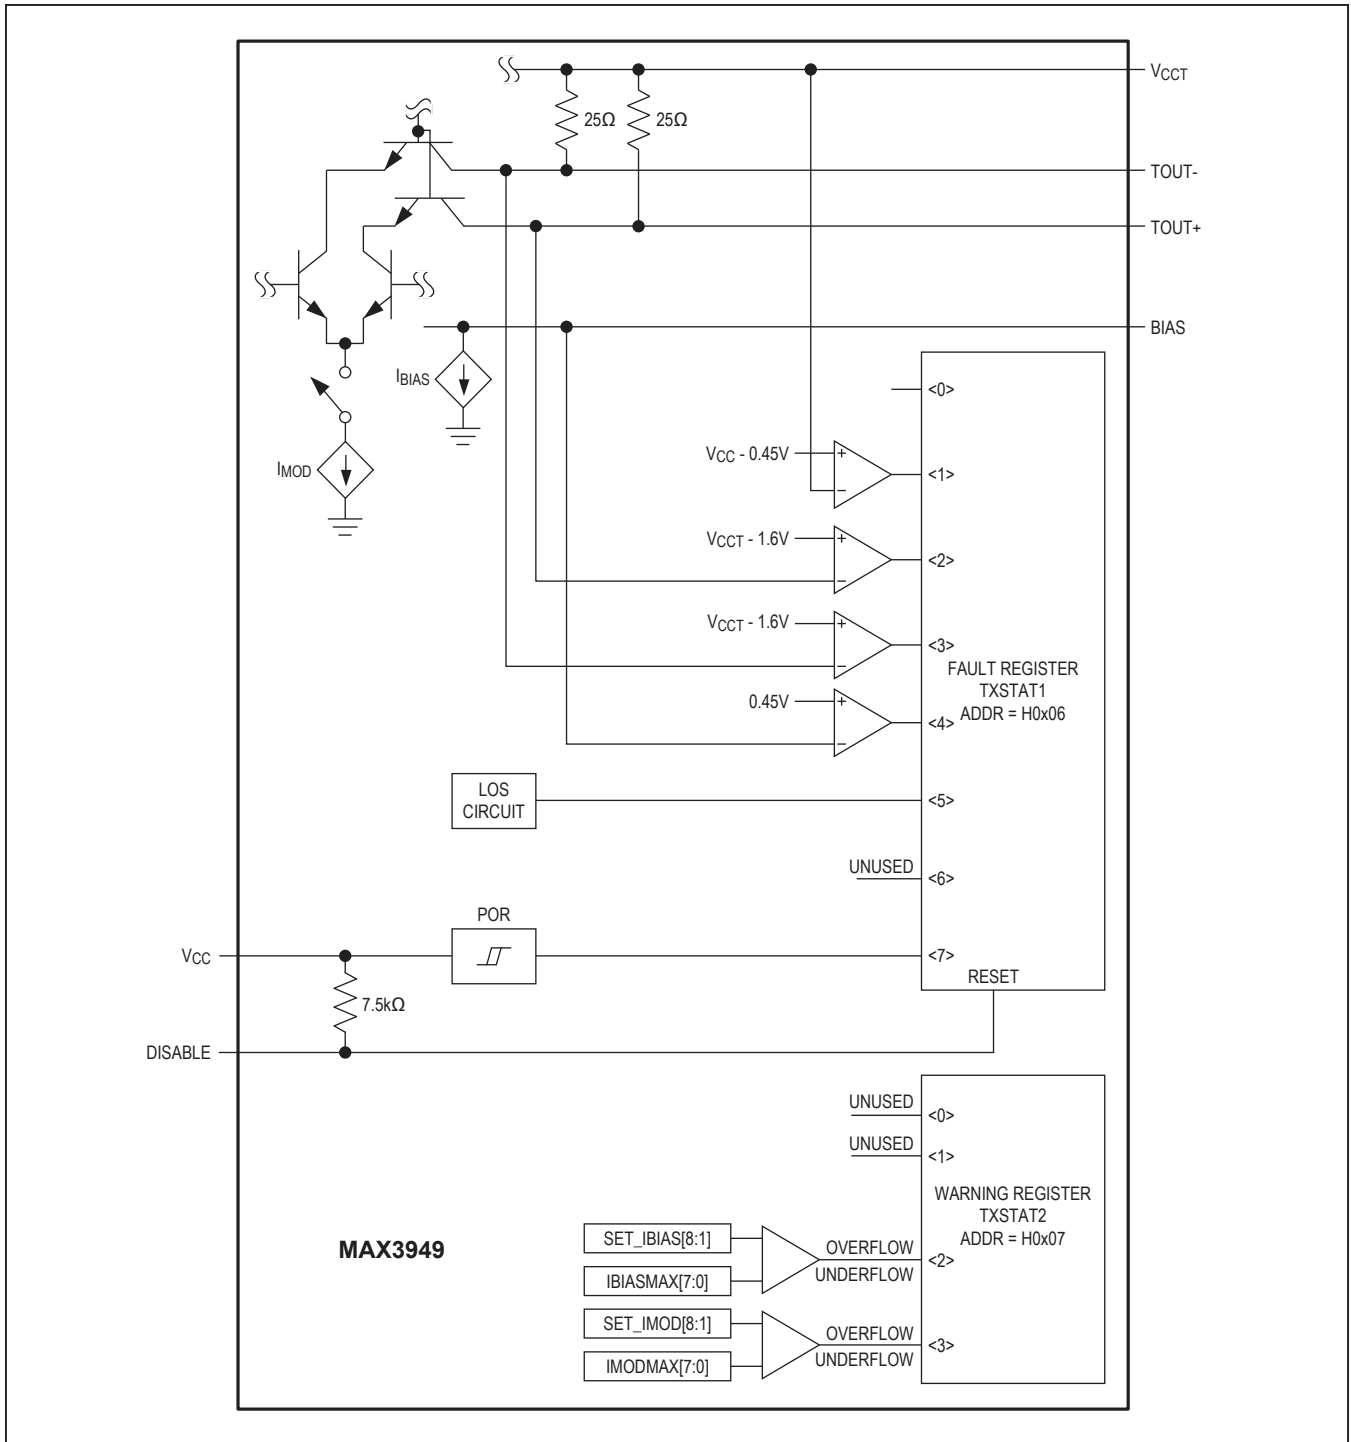 VCCT
25Ω
25Ω
TOUT-
TOUT+
BIAS
IBIAS
<0>
VCC - 0.45V
+
−
<1>
IMOD
VCCT - 1.6V
+
−
<2>
VCCT - 1.6V
+
−
<3>
FAULT REGISTER
TXSTAT1
ADDR = H0x06
0.45V
+
−
<4>
LOS
CIRCUIT
<5>
UNUSED
<6>
POR
VCC
<7>
RESET
7.5kΩ
DISABLE
UNUSED
<0>
UNUSED
<1>
WARNING REGISTER
TXSTAT2
ADDR = H0x07
MAX3949
SET_IBIAS[8:1]
IBIASMAX[7:0]
OVERFLOW
UNDERFLOW
<2>
SET_IMOD[8:1]
IMODMAX[7:0]
OVERFLOW
UNDERFLOW
<3>